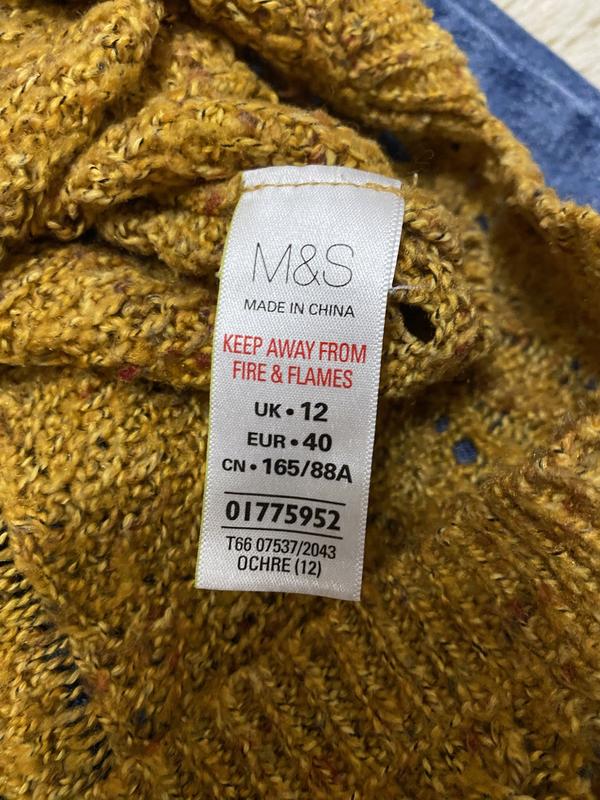 M&S
MADE IN CHINA
KEEP AWAY FROM
FIRE & FLAMES
UK • 12
EUR • 40
CN • 165/88A
01775952
T66 07537/2043
OCHRE (12)